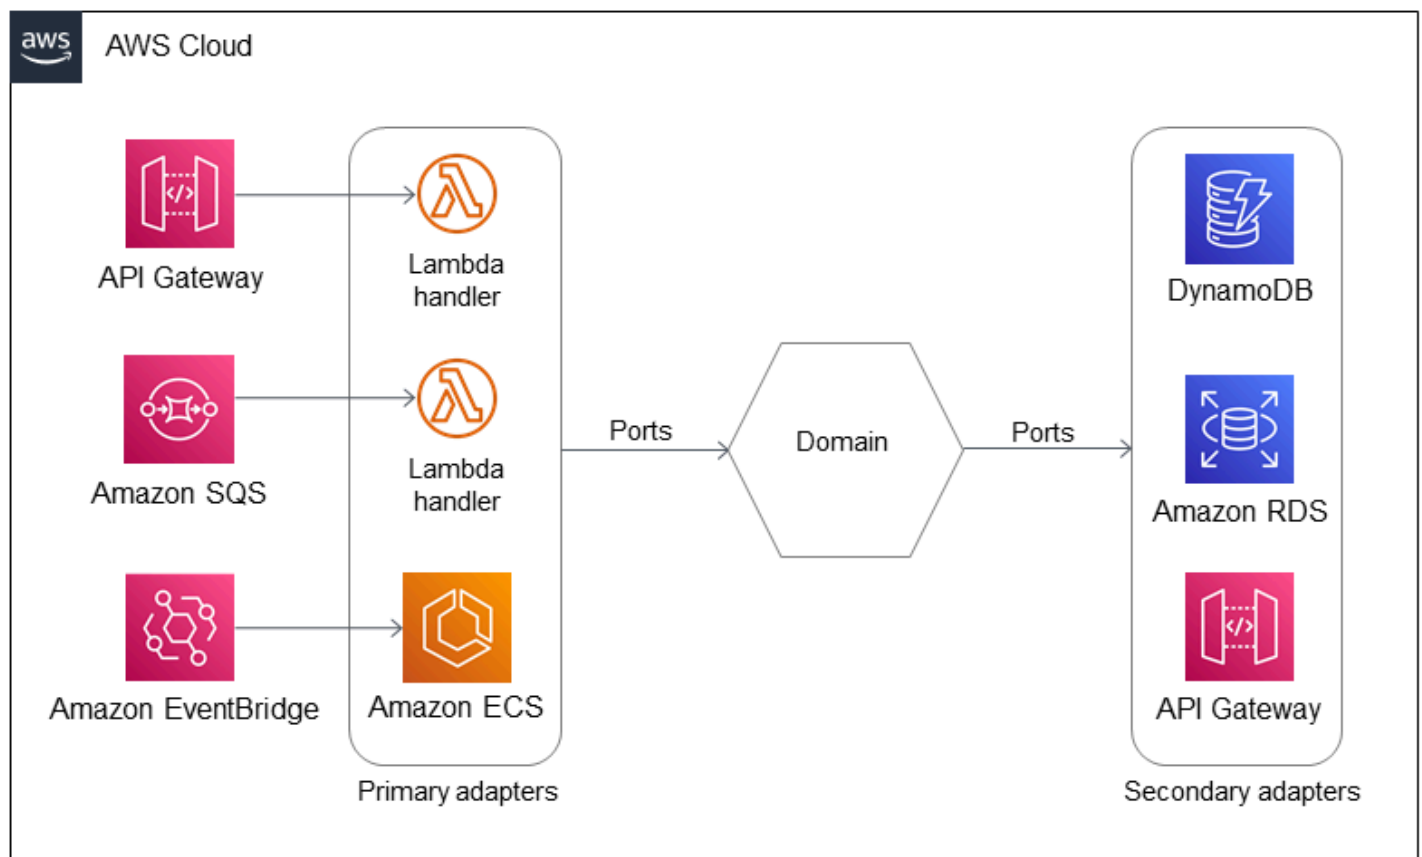 aws
AWS Cloud
API Gateway
Lambda
handler
DynamoDB
Amazon SQS
Lambda
handler
Ports
Domain
Ports
Amazon RDS
Amazon EventBridge
Amazon ECS
API Gateway
Primary adapters
Secondary adapters